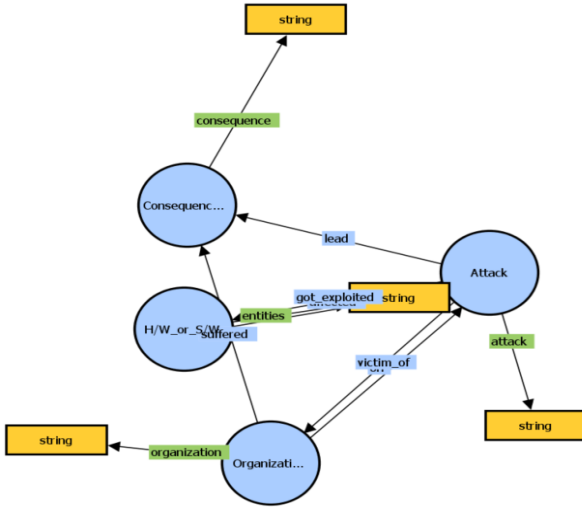 string
consequence
Consequenc...
lead
Attack
got_exploited
string
entities
H/W_or_S/W
suffered
attack
victim_of
string
string
organization
Organizati...